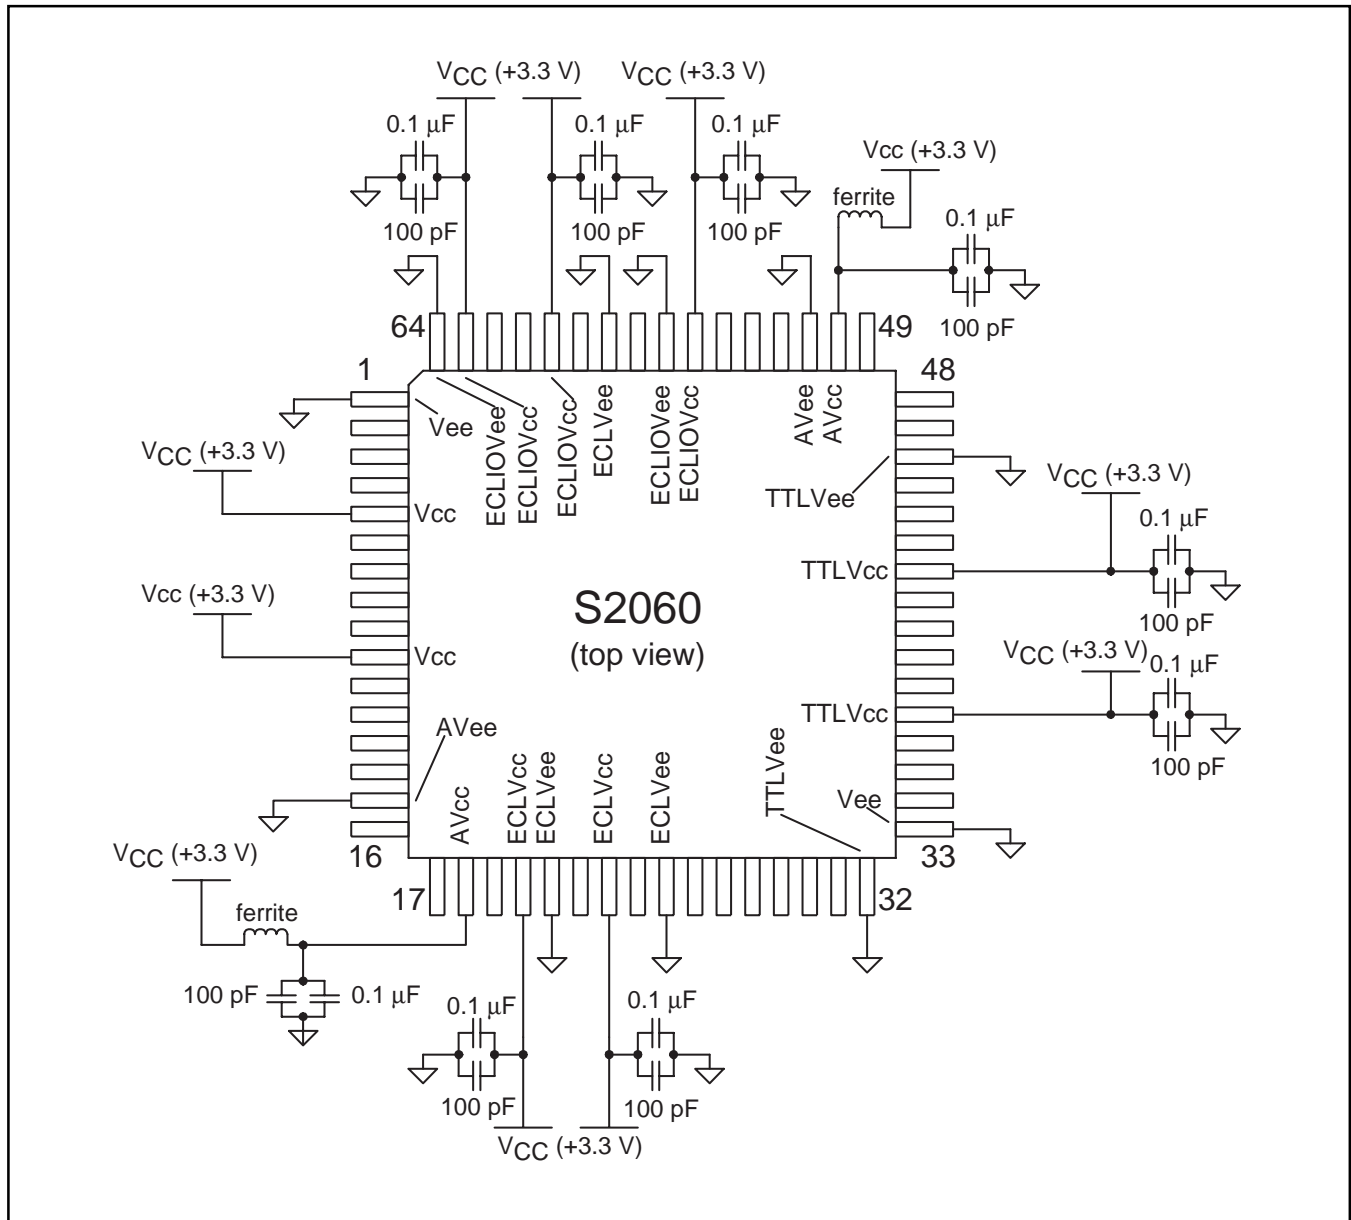 VCC (+3.3 V)
VCC (+3.3 V)
0.1 µF
0.1 µF
0.1 µF
Vcc (+3.3 V)
ferrite
0.1 µF
100 pF
100 pF
100 pF
100 pF
64
49
1
48
Vee
ECLIOVee
ECLIOVcc
ECLIOVcc
ECLVee
ECLIOVee
ECLIOVcc
AVee
AVcc
VCC (+3.3 V)
TTLVee
VCC (+3.3 V)
Vcc
0.1 µF
TTLVcc
Vcc (+3.3 V)
S2060
100 pF
(top view)
Vcc
VCC (+3.3 V)
0.1 µF
TTLVcc
AVee
100 pF
AVcc
ECLVcc
ECLVee
ECLVcc
ECLVee
TTLVee
Vee
16
33
VCC (+3.3 V)
17
32
ferrite
100 pF
0.1 µF
0.1 µF
0.1 µF
100 pF
100 pF
VCC (+3.3 V)